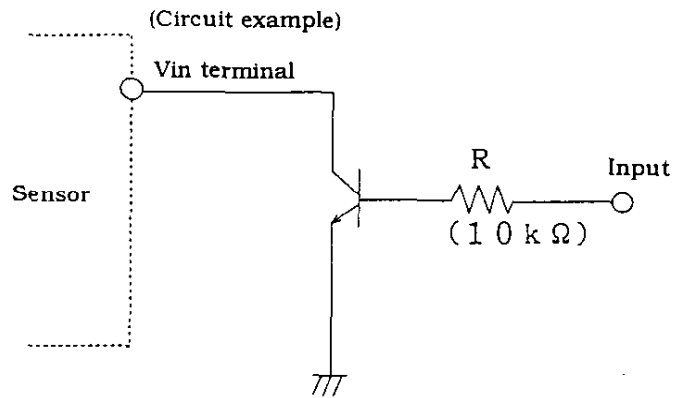 (Circuit example)
Vin terminal
R
Input
Sensor
(10kΩ)